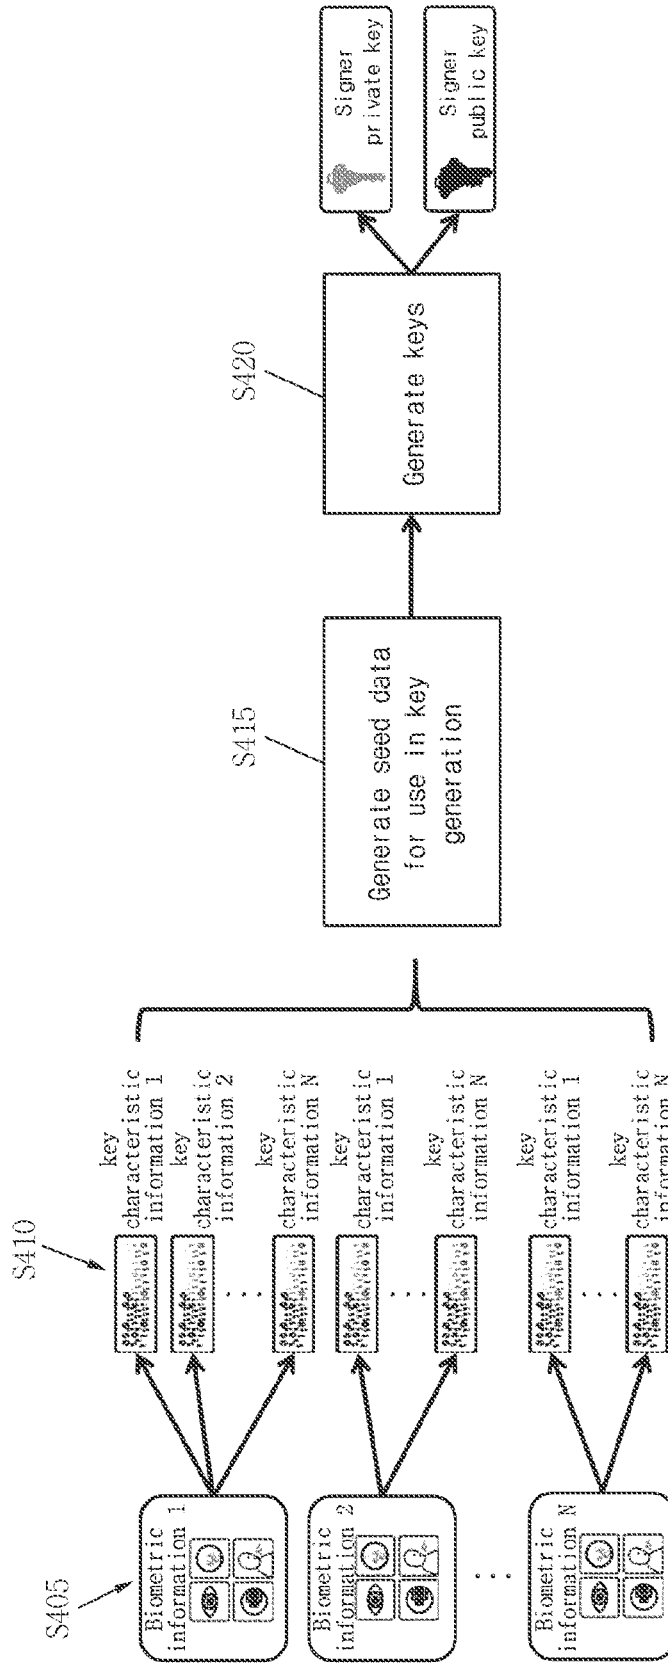 S405
Biometric
information 1
Biometric
information 2
...
Biometric
information N
S410
key
characteristic
information 1
key
characteristic
information 2
...
key
characteristic
information N
key
characteristic
information 1
...
key
characteristic
information N
key
characteristic
information 1
...
key
characteristic
information N
S415
Generate seed data
for use in key
generation
S420
Generate keys
Signer
private key
Signer
public key